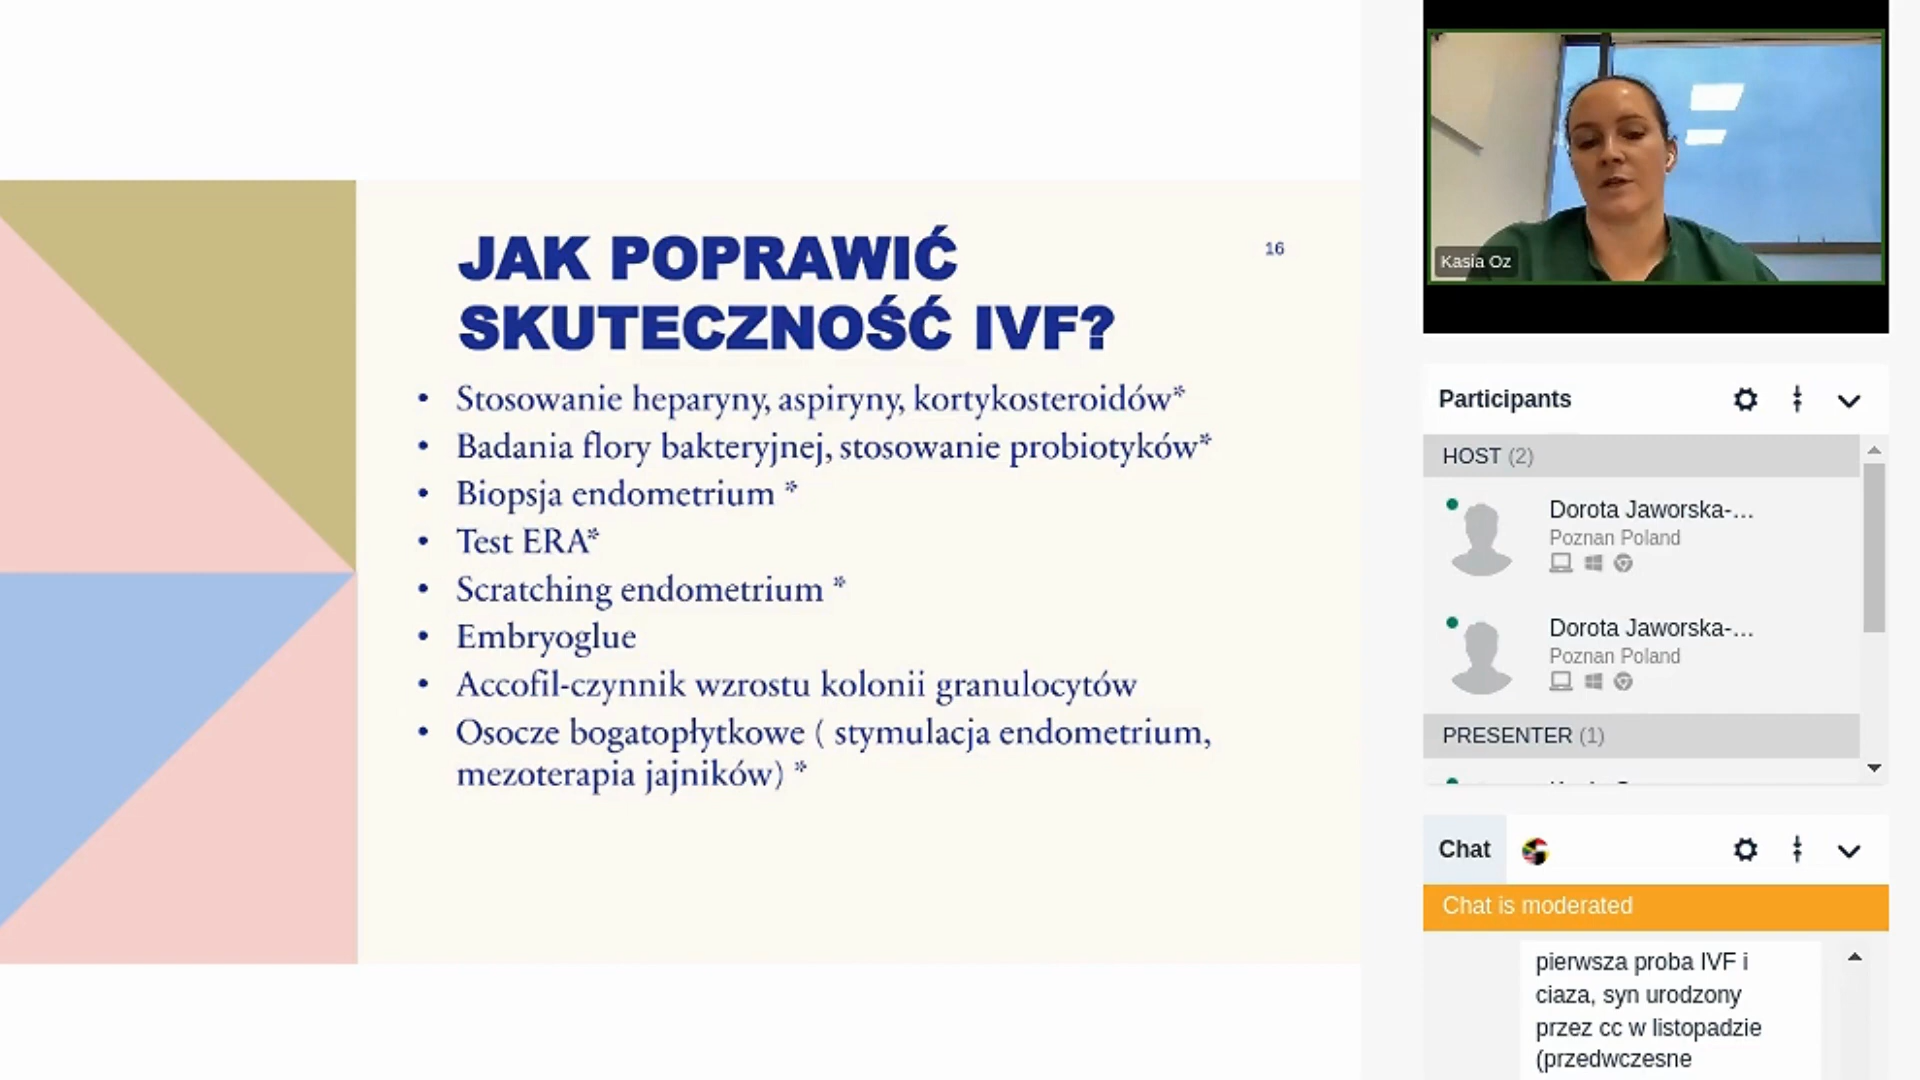 JAK POPRAWIĆ
SKUTECZNOŚĆ IVF?
16
• Stosowanie heparyny, aspiryny, kortykosteroidów*
• Badania flory bakteryjnej, stosowanie probiotyków*
• Biopsja endometrium *
• Test ERA*
• Scratching endometrium *
• Embryoglue
• Accofil-czynnik wzrostu kolonii granulocytów
• Osocze bogatopłytkowe ( stymulacja endometrium,
mezoterapia jajników) *
Kasia Oz
Participants
HOST (2)
Dorota Jaworska-...
Poznan Poland
Dorota Jaworska-...
Poznan Poland
PRESENTER (1)
Chat
Chat is moderated
pierwsza proba IVF i
ciaza, syn urodzony
przez cc w listopadzie
(przedwczesne